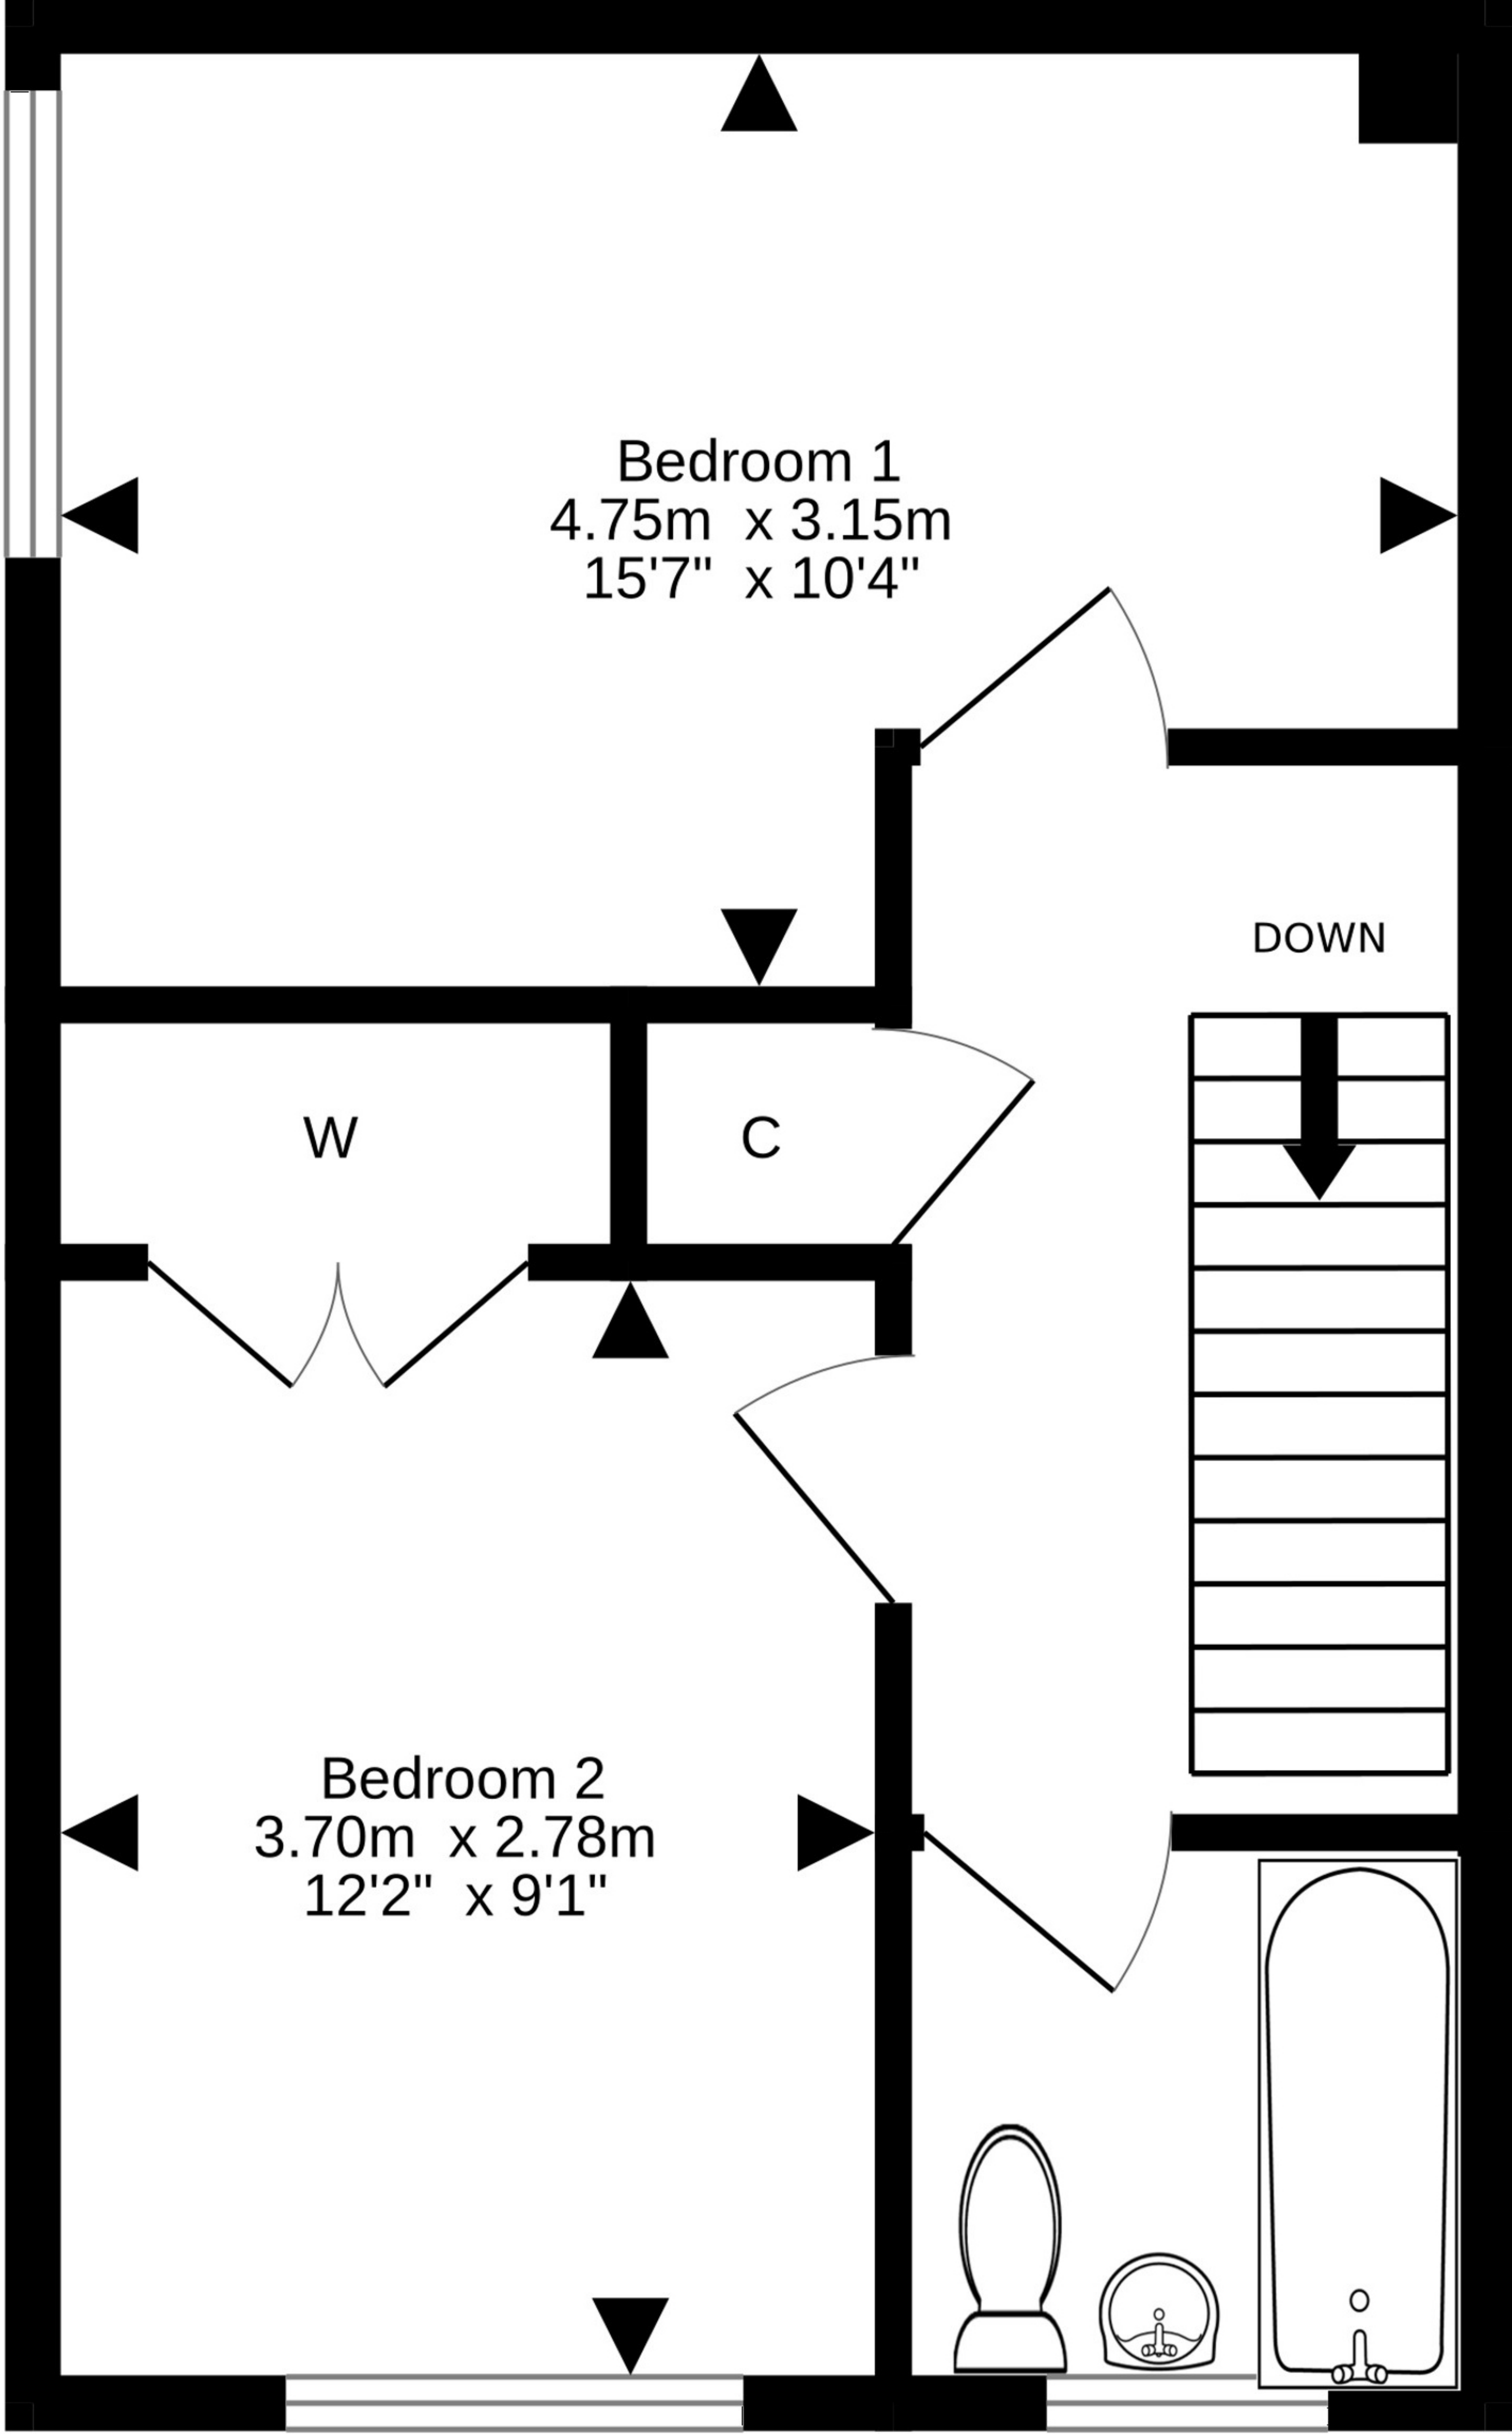 Bedroom 1
4.75m x 3.15m
15'7" x 10'4"
DOWN
W
C
Bedroom 2
3.70m x 2.78m
12'2" x 9'1"